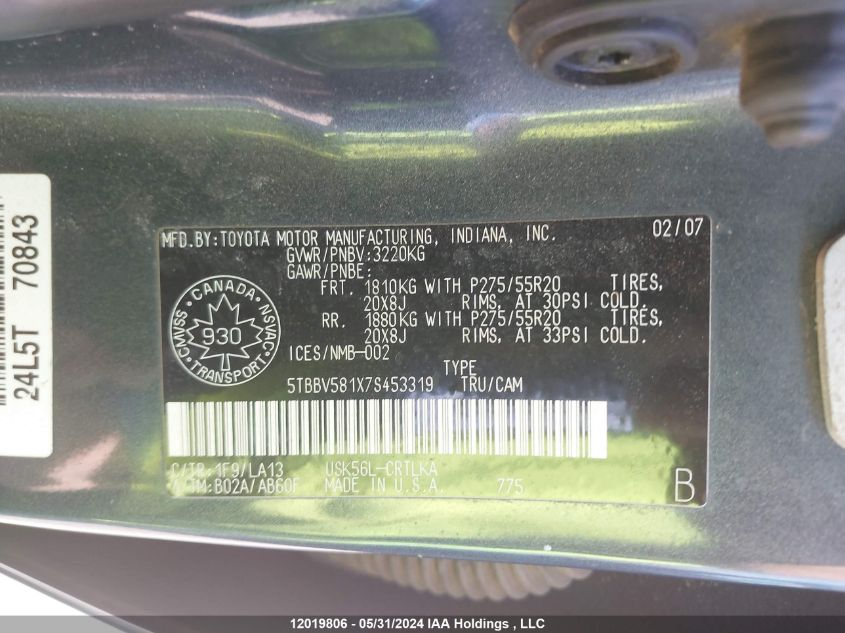 24L5T 70843
MFD.BY:TOYOTA MOTOR MANUFACTURING, INDIANA, INC. 02/07
GVWR/PNBV:3220KG
GAWR/PNBE:
FRT. 1810KG WITH P275/55R20 TIRES,
20X8J RIMS, AT 30PSI COLD.
RR. 1880KG WITH P275/55R20 TIRES,
20X8J RIMS, AT 33PSI COLD.
ICES/NMB-002
CANADA
CMVSS NSVAC
930
TRANSPORT
TYPE
5TBBV581X7S453319 TRU/CAM
C/TR:1F9/LA13 USK56L-CRTLKA
A/TM:B02A/AB60F MADE IN U.S.A. 775
B
12019806 - 05/31/2024 IAA Holdings , LLC